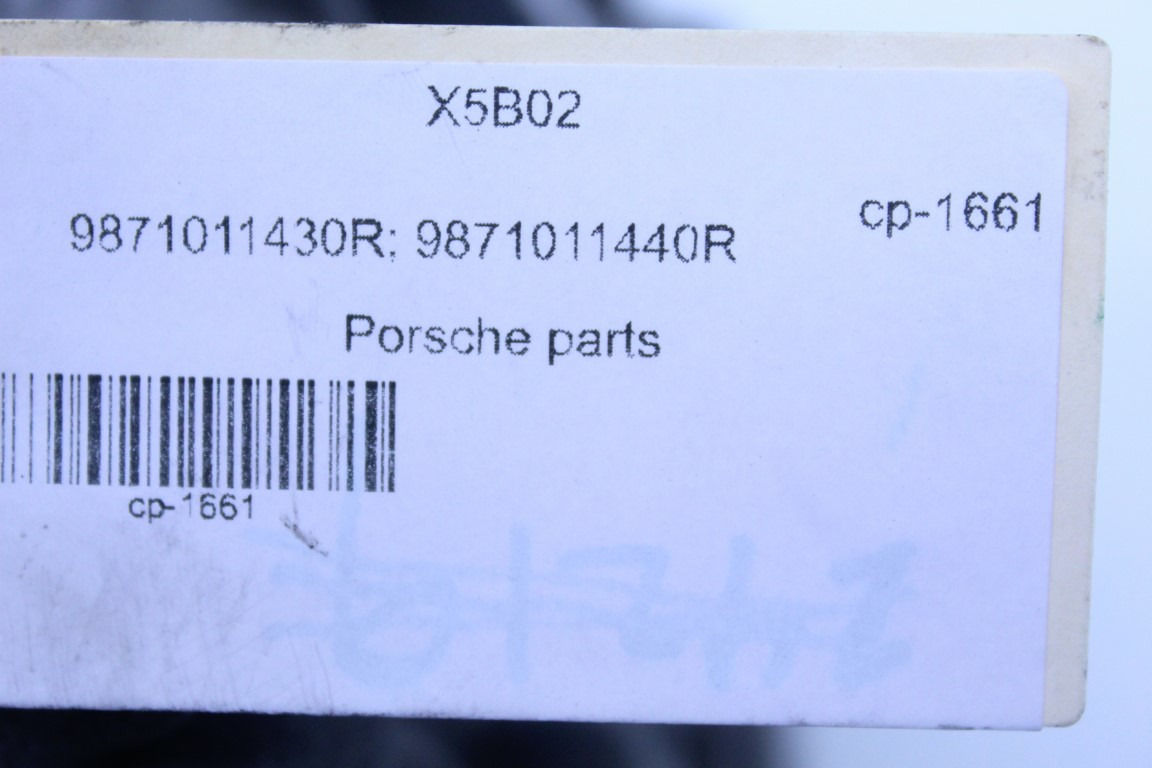 X5B02
cp-1661
9871011430R; 9871011440R
Porsche parts
cp-1661